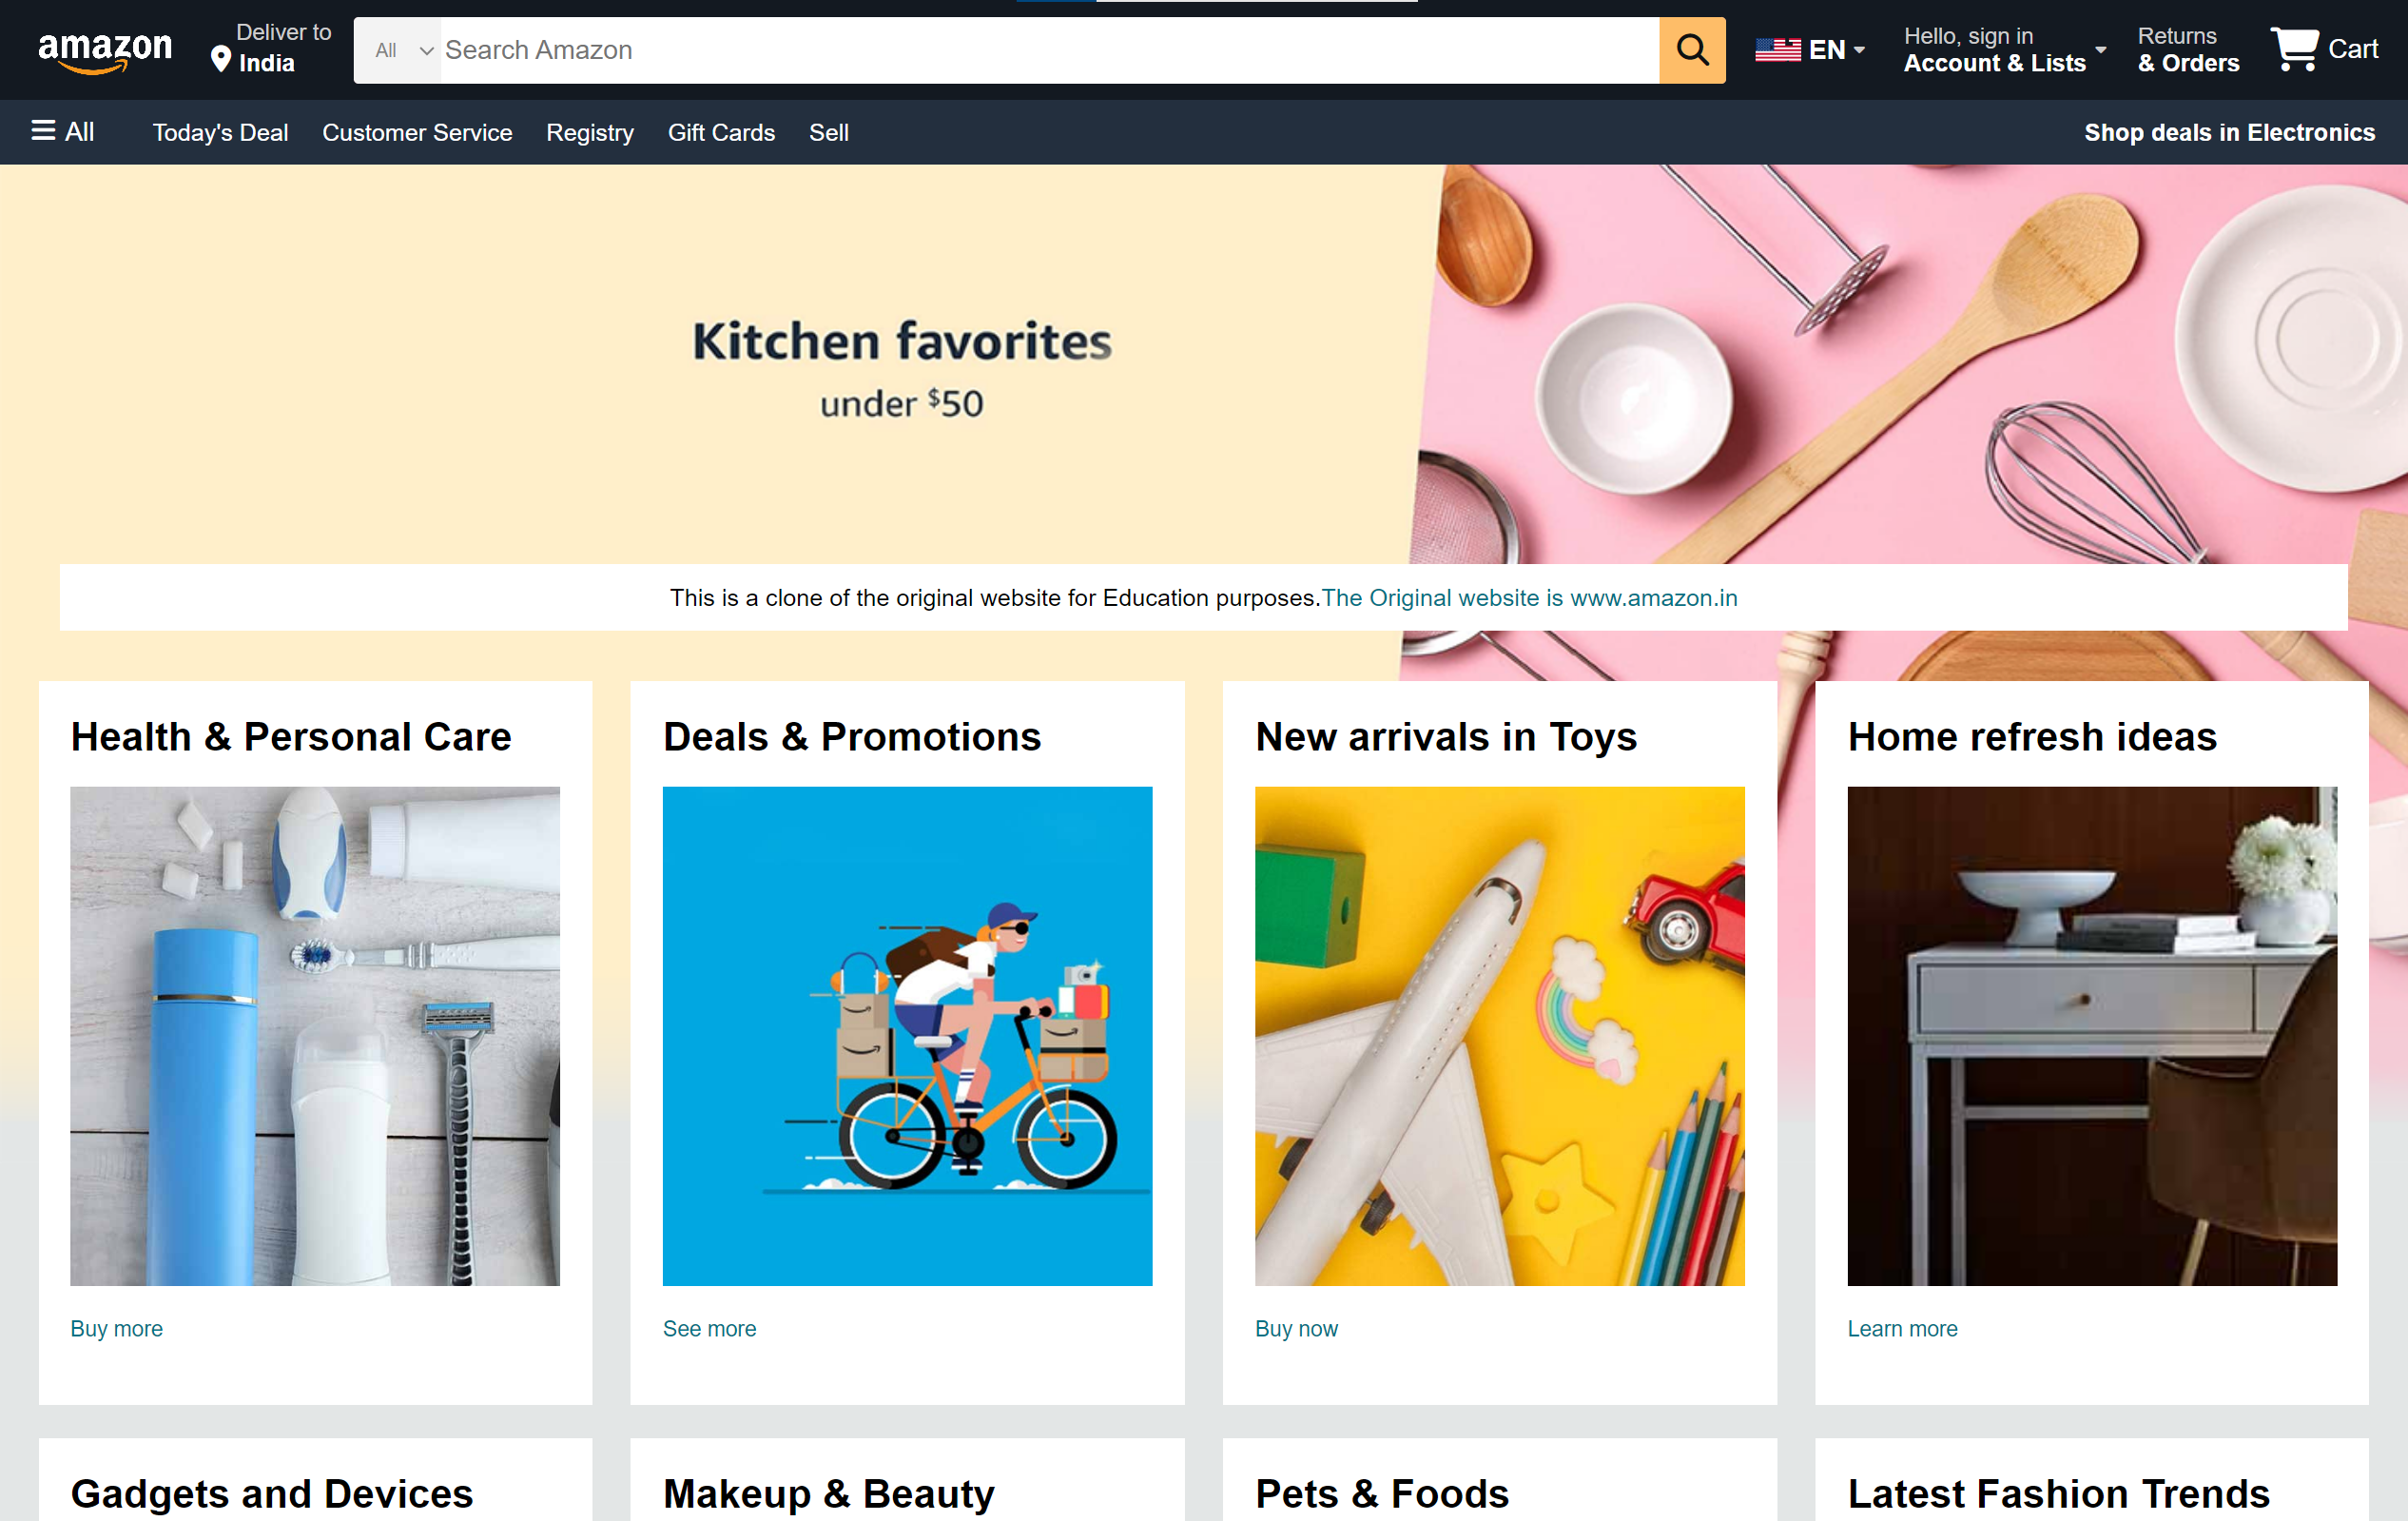 amazon
Deliver to
India
All
Search Amazon
EN
Hello, sign in
Account & Lists
Returns
& Orders
Cart
All
Today's Deal
Customer Service
Registry
Gift Cards
Sell
Shop deals in Electronics
Kitchen favorites
under $50
This is a clone of the original website for Education purposes.The Original website is www.amazon.in
Health & Personal Care
Deals & Promotions
New arrivals in Toys
Home refresh ideas
Buy more
See more
Buy now
Learn more
Gadgets and Devices
Makeup & Beauty
Pets & Foods
Latest Fashion Trends